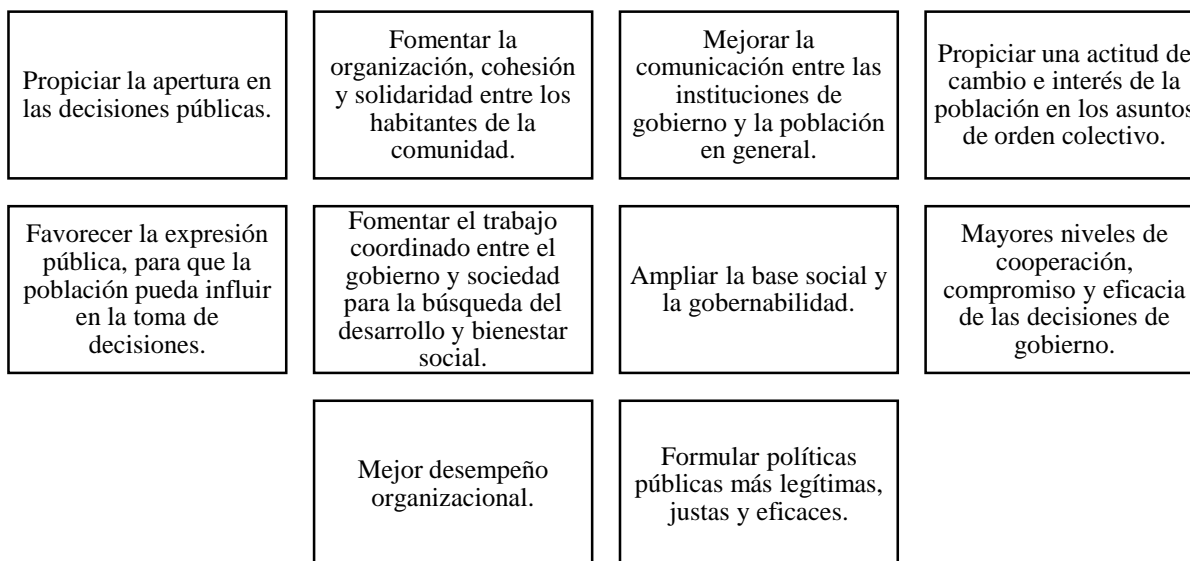 Propiciar la apertura en
las decisiones públicas.
Fomentar la
organización, cohesión
y solidaridad entre los
habitantes de la
comunidad.
Mejorar la
comunicación entre las
instituciones de
gobierno y la población
en general.
Propiciar una actitud de
cambio e interés de la
población en los asuntos
de orden colectivo.
Favorecer la expresión
pública, para que la
población pueda influir
en la toma de
decisiones.
Fomentar el trabajo
coordinado entre el
gobierno y sociedad
para la búsqueda del
desarrollo y bienestar
social.
Ampliar la base social y
la gobernabilidad.
Mayores niveles de
cooperación,
compromiso y eficacia
de las decisiones de
gobierno.
Mejor desempeño
organizacional.
Formular políticas
públicas más legítimas,
justas y eficaces.